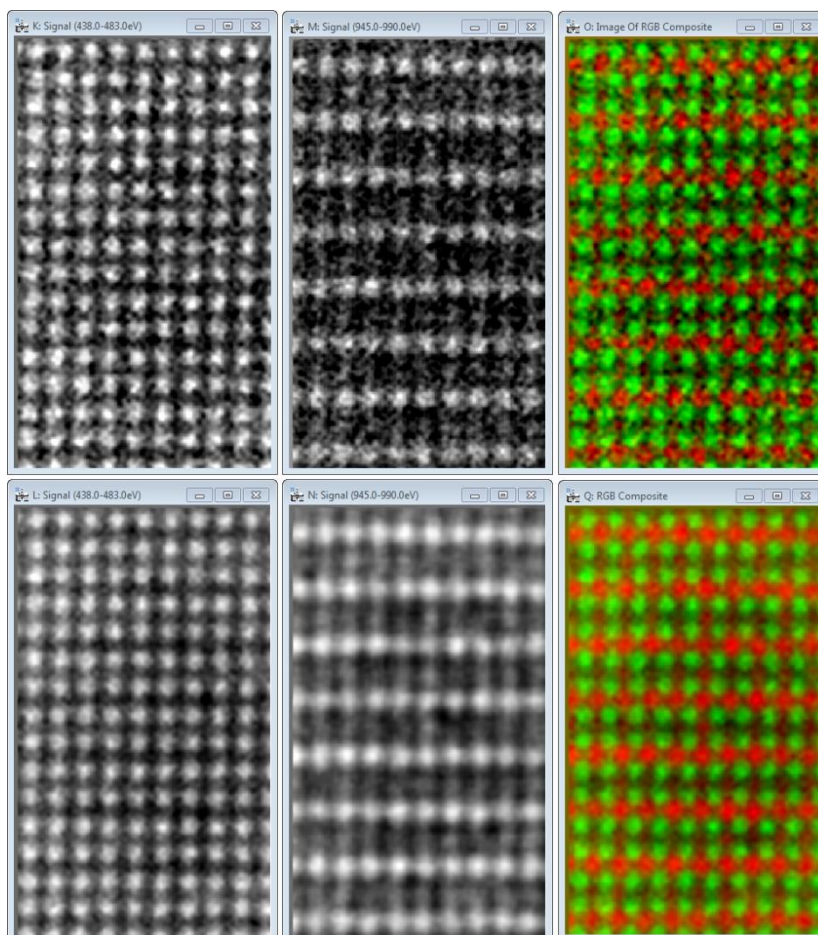 K: Signal (438.0-483.0eV)
M: Signal (945.0-990.0eV)
O: Image Of RGB Composite
L: Signal (438.0-483.0eV)
N: Signal (945.0-990.0eV)
Q: RGB Composite